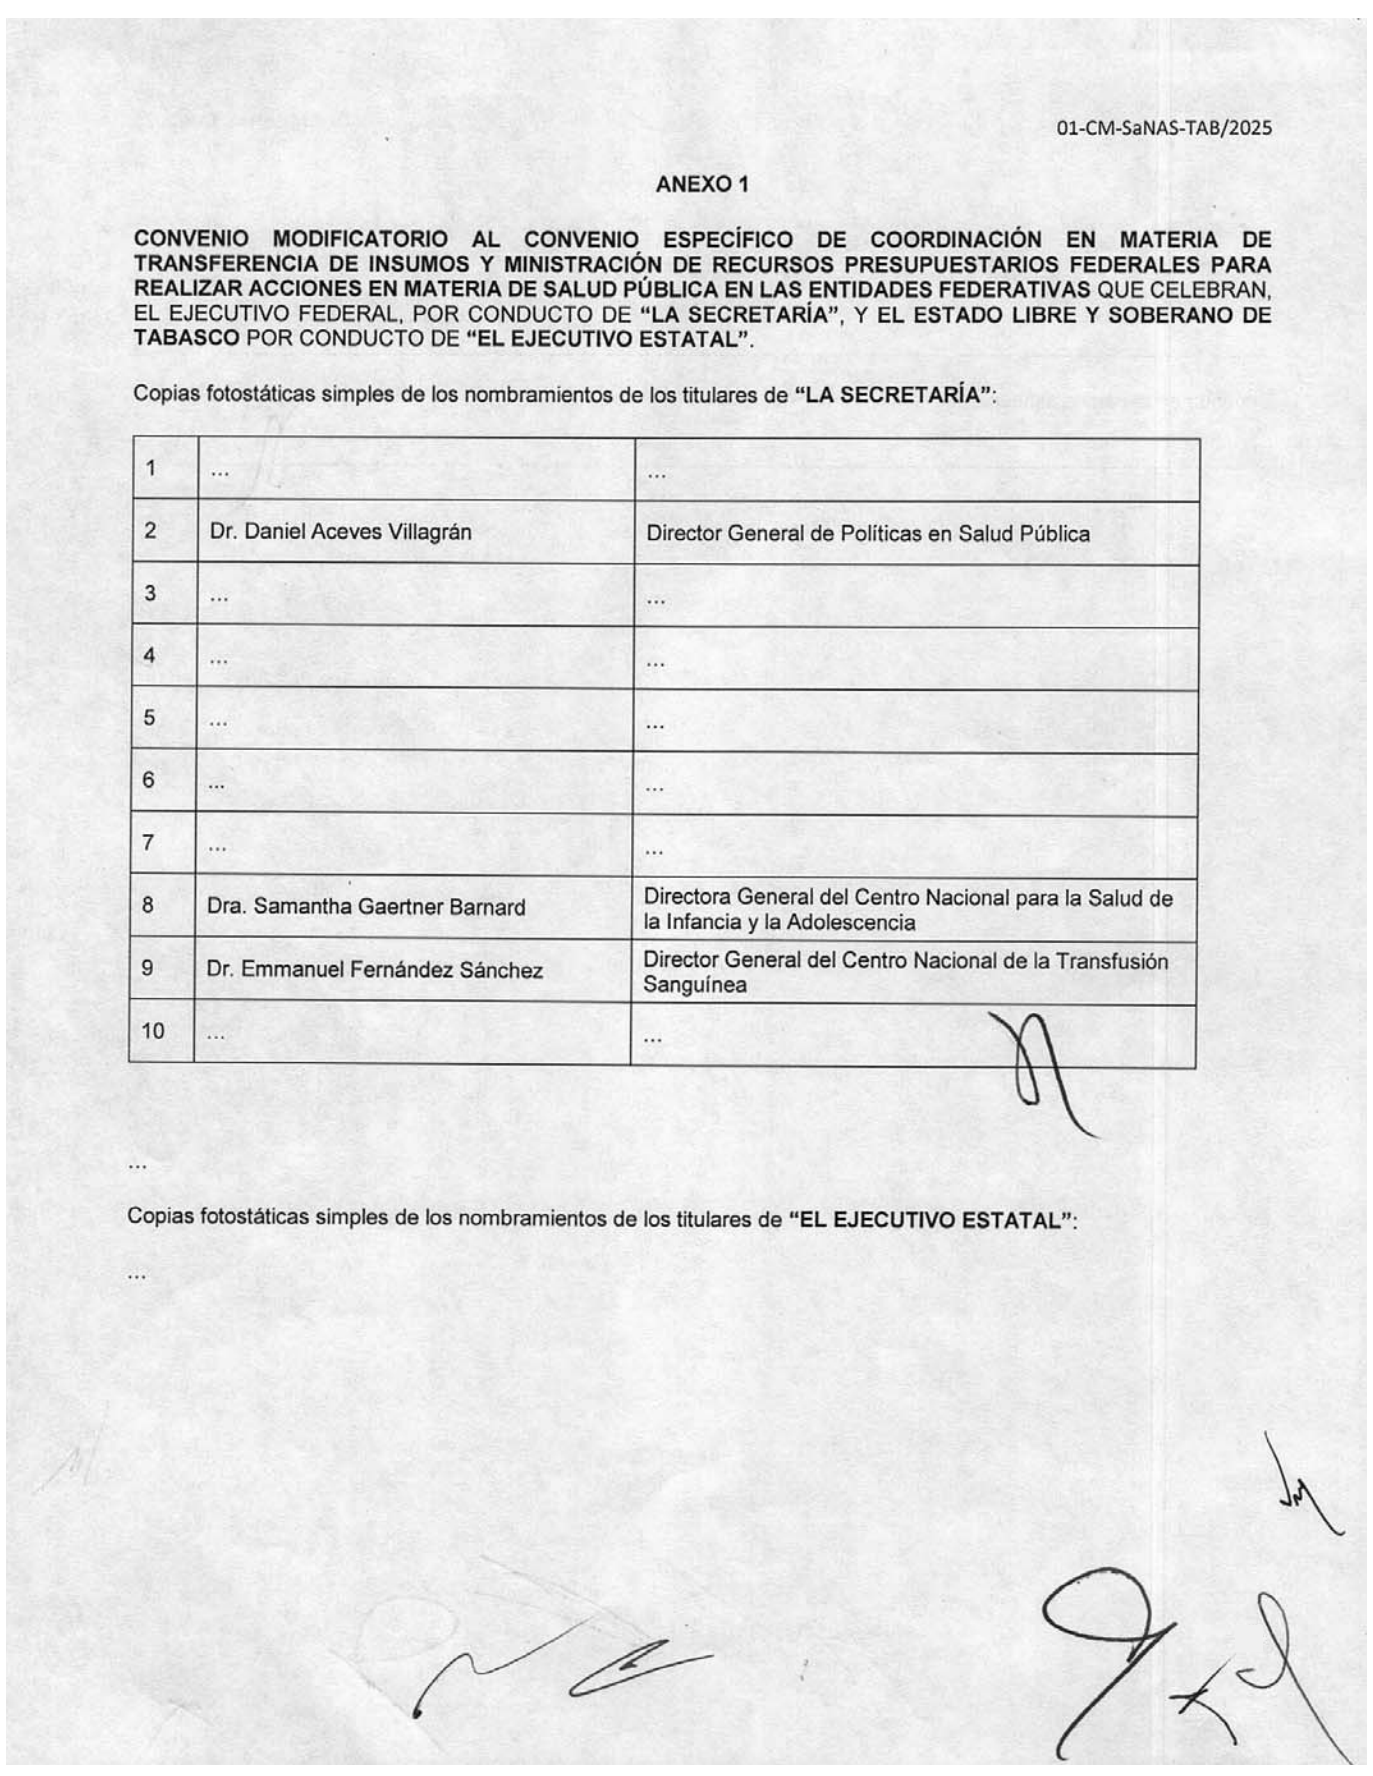 01-CM-SaNAS-TAB/2025
ANEXO 1
CONVENIO MODIFICATORIO AL CONVENIO ESPECÍFICO DE COORDINACIÓN EN MATERIA DE
TRANSFERENCIA DE INSUMOS Y MINISTRACIÓN DE RECURSOS PRESUPUESTARIOS FEDERALES PARA
REALIZAR ACCIONES EN MATERIA DE SALUD PÚBLICA EN LAS ENTIDADES FEDERATIVAS QUE CELEBRAN,
EL EJECUTIVO FEDERAL, POR CONDUCTO DE “LA SECRETARÍA”, Y EL ESTADO LIBRE Y SOBERANO DE
TABASCO POR CONDUCTO DE “EL EJECUTIVO ESTATAL”.
Copias fotostáticas simples de los nombramientos de los titulares de “LA SECRETARÍA”:
1 ... ...
2 Dr. Daniel Aceves Villagrán Director General de Políticas en Salud Pública
3 ... ...
4 ... ...
5 ... ...
6 ... ...
7 ... ...
8 Dra. Samantha Gaertner Barnard Directora General del Centro Nacional para la Salud de
la Infancia y la Adolescencia
9 Dr. Emmanuel Fernández Sánchez Director General del Centro Nacional de la Transfusión
Sanguínea
10 ... ...
...
Copias fotostáticas simples de los nombramientos de los titulares de “EL EJECUTIVO ESTATAL”:
...